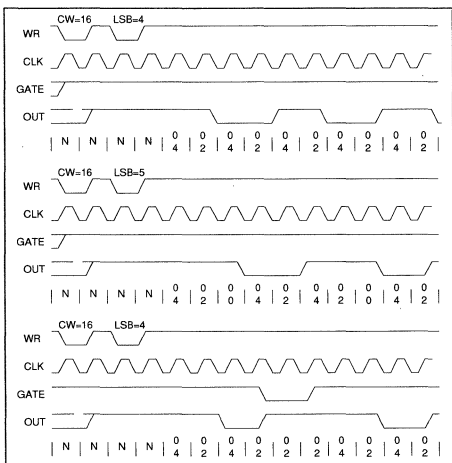 CW=16 LSB=4
WR
CLK
GATE
OUT
| N | N | N | N | 0 | 0 | 0 | 0 | 0 | 0 | 0 | 0 | 0 | 0 |
4 2 4 2 4 2 4 2 4 2
CW=16 LSB=5
WR
CLK
GATE
OUT
| N | N | N | N | 0 | 0 | 0 | 0 | 0 | 0 | 0 | 0 | 0 | 0 |
4 2 0 4 2 4 2 0 4 2
CW=16 LSB=4
WR
CLK
GATE
OUT
| N | N | N | N | 0 | 0 | 0 | 0 | 0 | 0 | 0 | 0 | 0 | 0 |
4 2 4 2 2 2 4 2 4 2